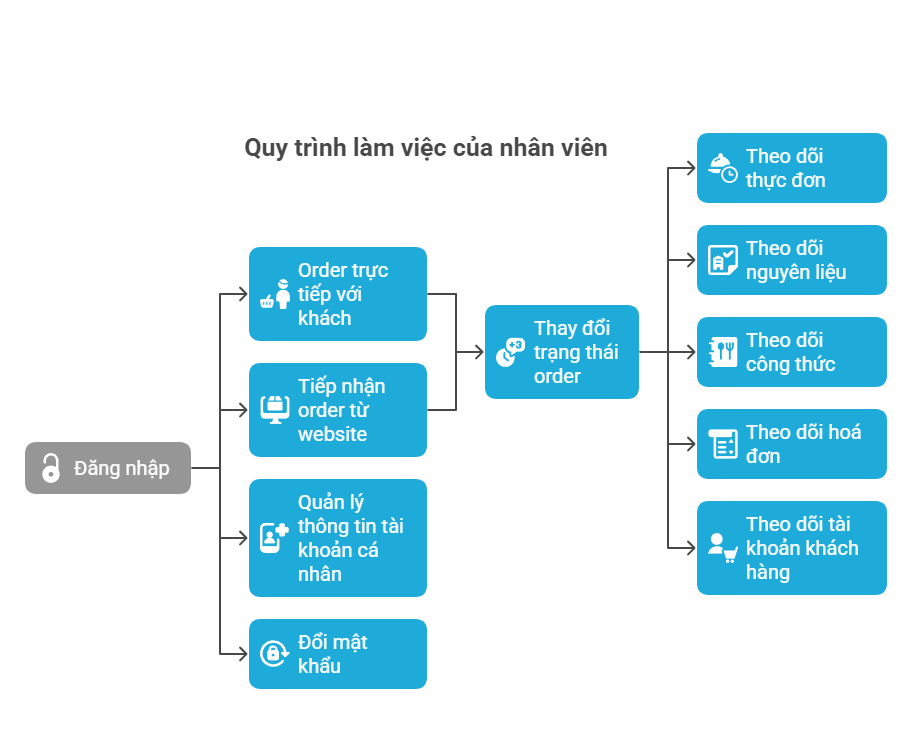 Quy trình làm việc của nhân viên
Đăng nhập
Order trực
tiếp với
khách
Tiếp nhận
order từ
website
Quản lý
thông tin tài
khoản cá
nhân
Đổi mật
khẩu
+3
Thay đổi
trạng thái
order
Theo dõi
thực đơn
Theo dõi
nguyên liệu
Theo dõi
công thức
Theo dõi hoá
đơn
Theo dõi tài
khoản khách
hàng